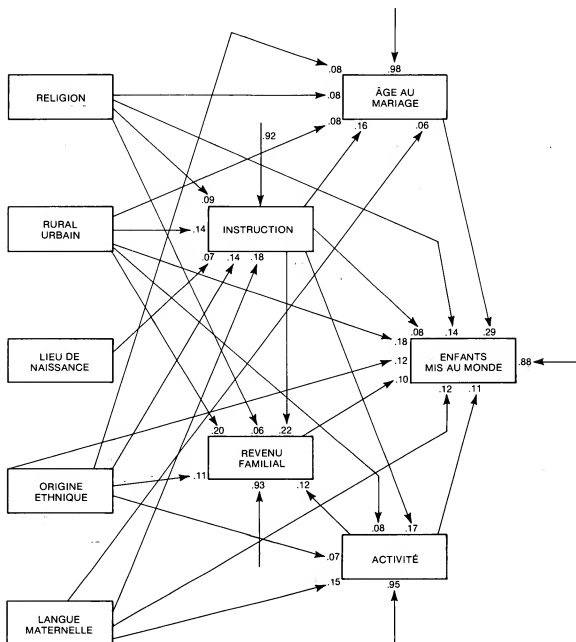 .08
.98
RELIGION
.08
ÂGE AU
MARIAGE
.08
.92
.16
.06
.09
RURAL
URBAIN
.14
INSTRUCTION
.07
.14
.18
.08
.14
.29
.18
LIEU DE
NAISSANCE
.12
ENFANTS
MIS AU MONDE
.88
.10
.12
.11
.20
.06
.22
REVENU
FAMILIAL
.11
ORIGINE
ETHNIQUE
.93
.12
.08
.17
.07
ACTIVITÉ
.15
.95
LANGUE
MATERNELLE